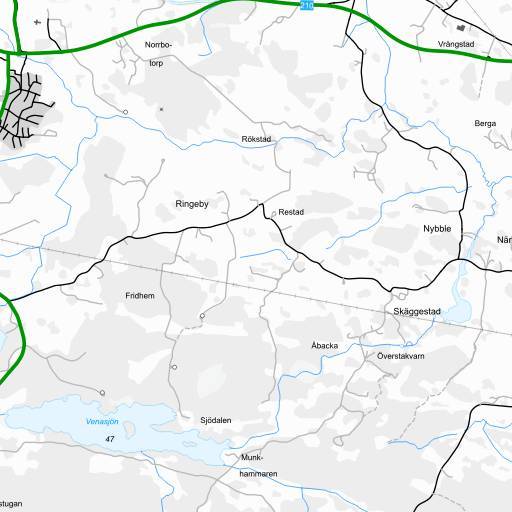 210
Norrbo-
torp
Vrångstad
Berga
Rökstad
Ringeby
Restad
Nybble
När
Fridhem
Skäggestad
Åbacka
Överstakvarn
Venasjön
47
Sjödalen
Munk-
hammaren
stugan